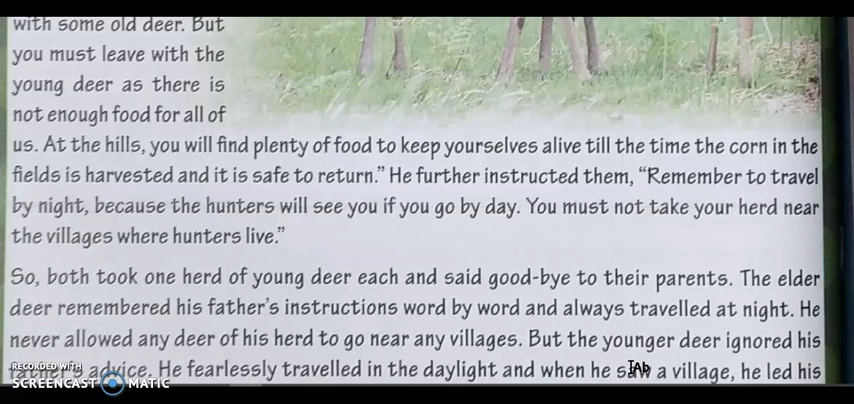 with some old deer. But
you must leave with the
young deer as there is
not enough food for all of
us. At the hills, you will find plenty of food to keep yourselves alive till the time the corn in the
fields is harvested and it is safe to return." He further instructed them, "Remember to travel
by night, because the hunters will see you if you go by day. You must not take your herd near
the villages where hunters live."
So, both took one herd of young deer each and said good-bye to their parents. The elder
deer remembered his father's instructions word by word and always travelled at night. He
never allowed any deer of his herd to go near any villages. But the younger deer ignored his
father's advice. He fearlessly travelled in the daylight and when he saw a village, he led his
RECORDED WITH
SCREENCAST MATIC